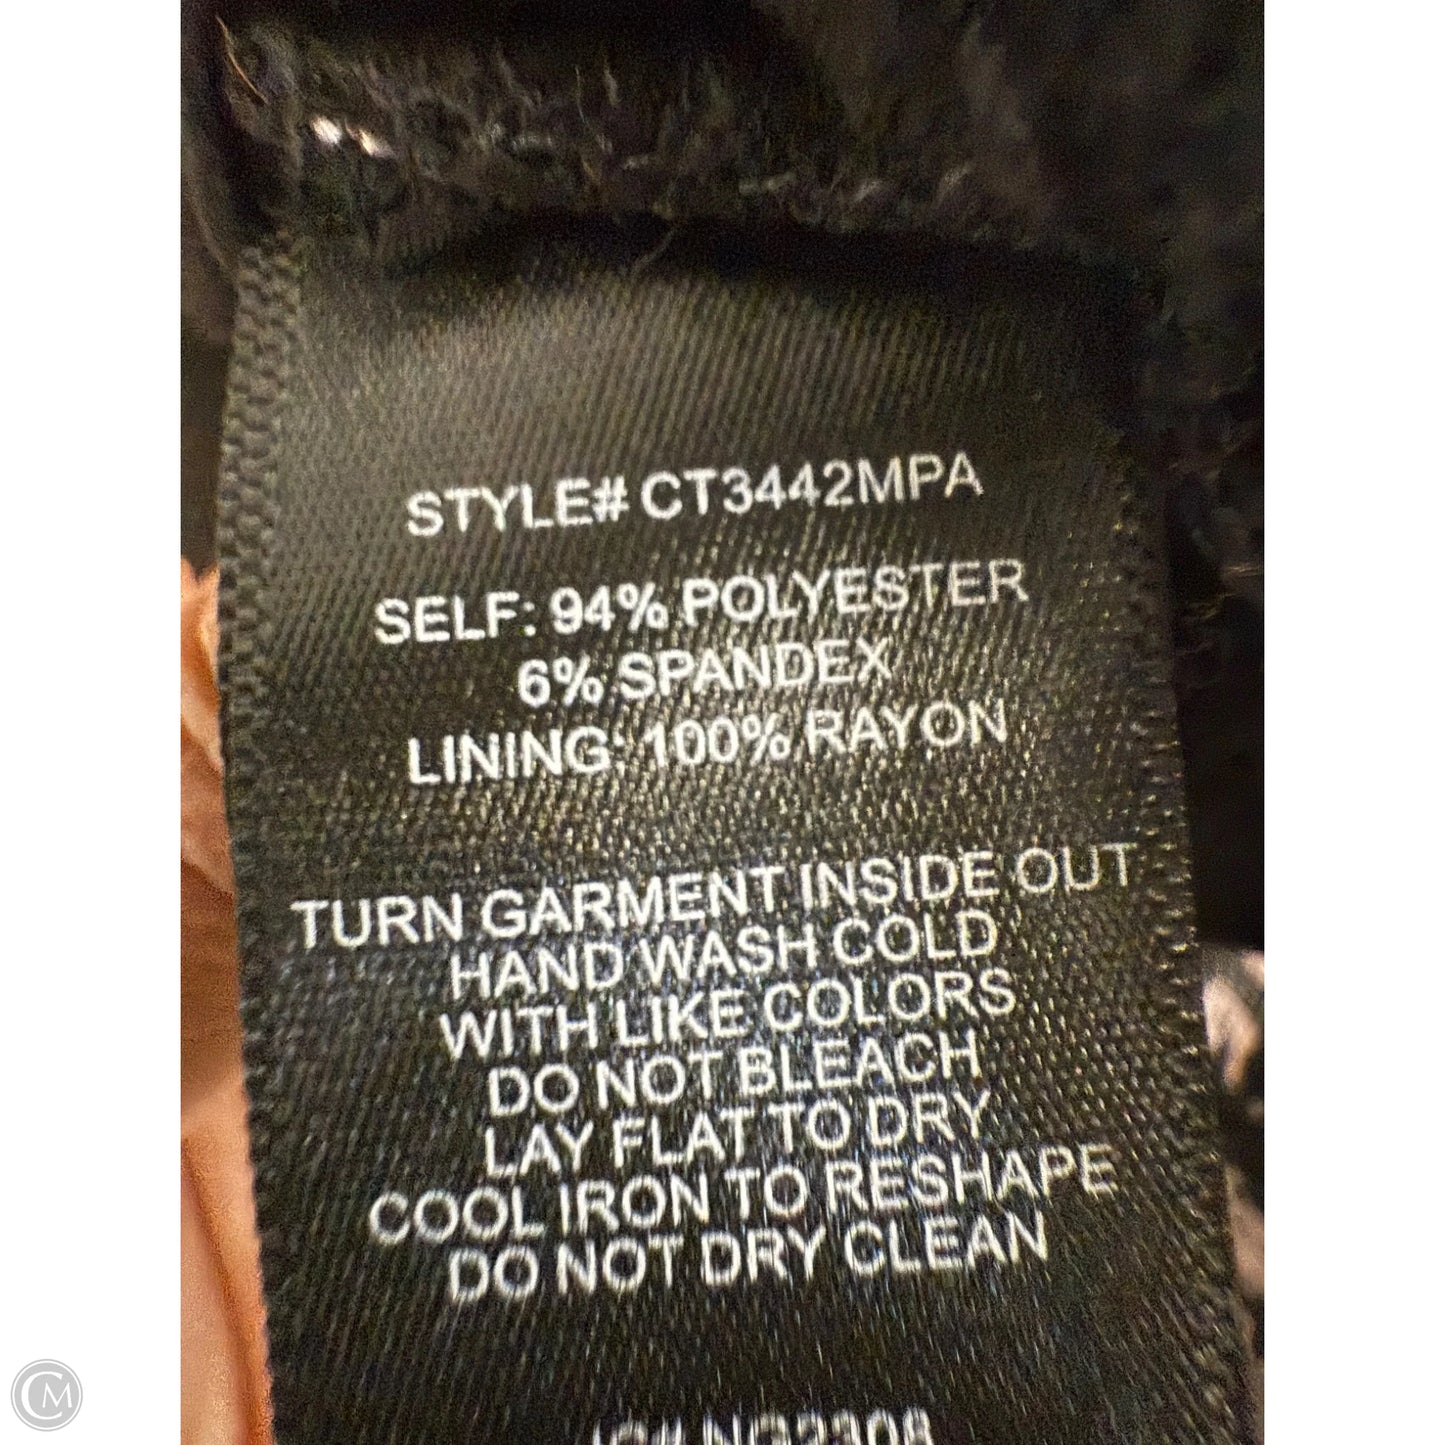 STYLE# CT3442MPA
SELF: 94% POLYESTER
6% SPANDEX
LINING: 100% RAYON
TURN GARMENT INSIDE OUT
HAND WASH COLD
WITH LIKE COLORS
DO NOT BLEACH
LAY FLAT TO DRY
COOL IRON TO RESHAPE
DO NOT DRY CLEAN
CM